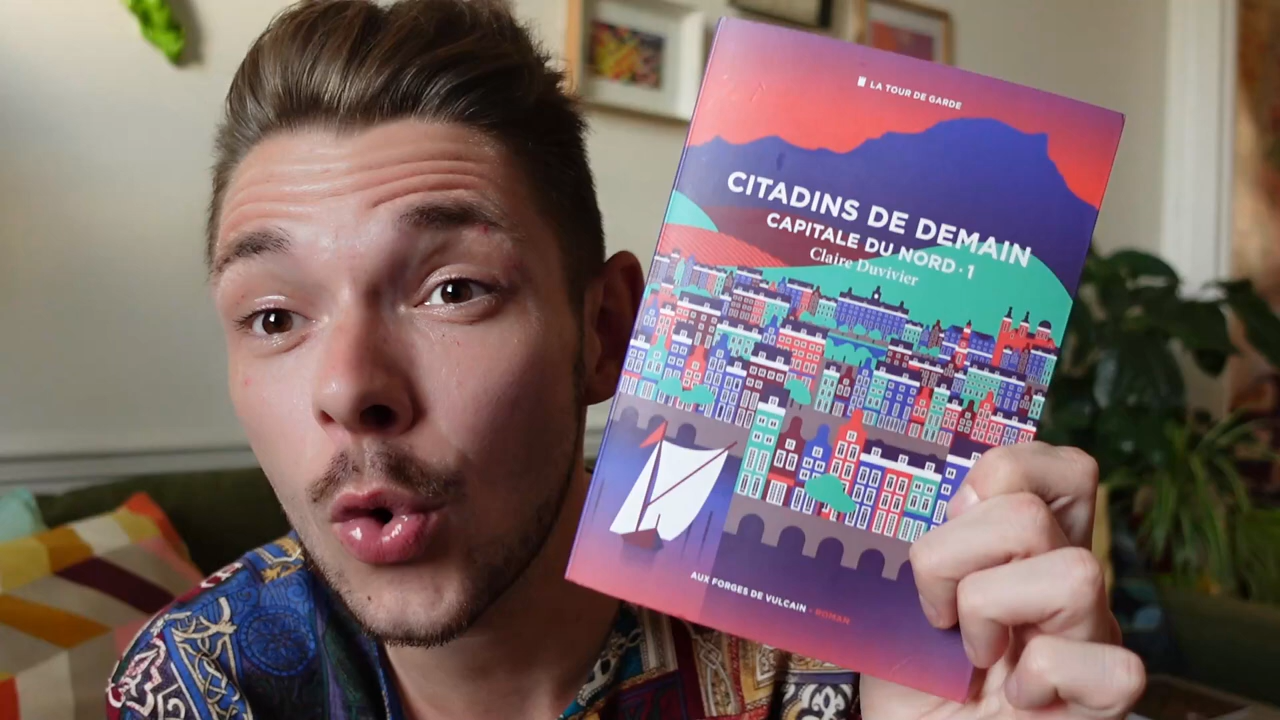 LA TOUR DE GARDE
CITADINS DE DEMAIN
CAPITALE DU NORD · 1
Claire Duvivier
AUX FORGES DE VULCAIN - ROMAN